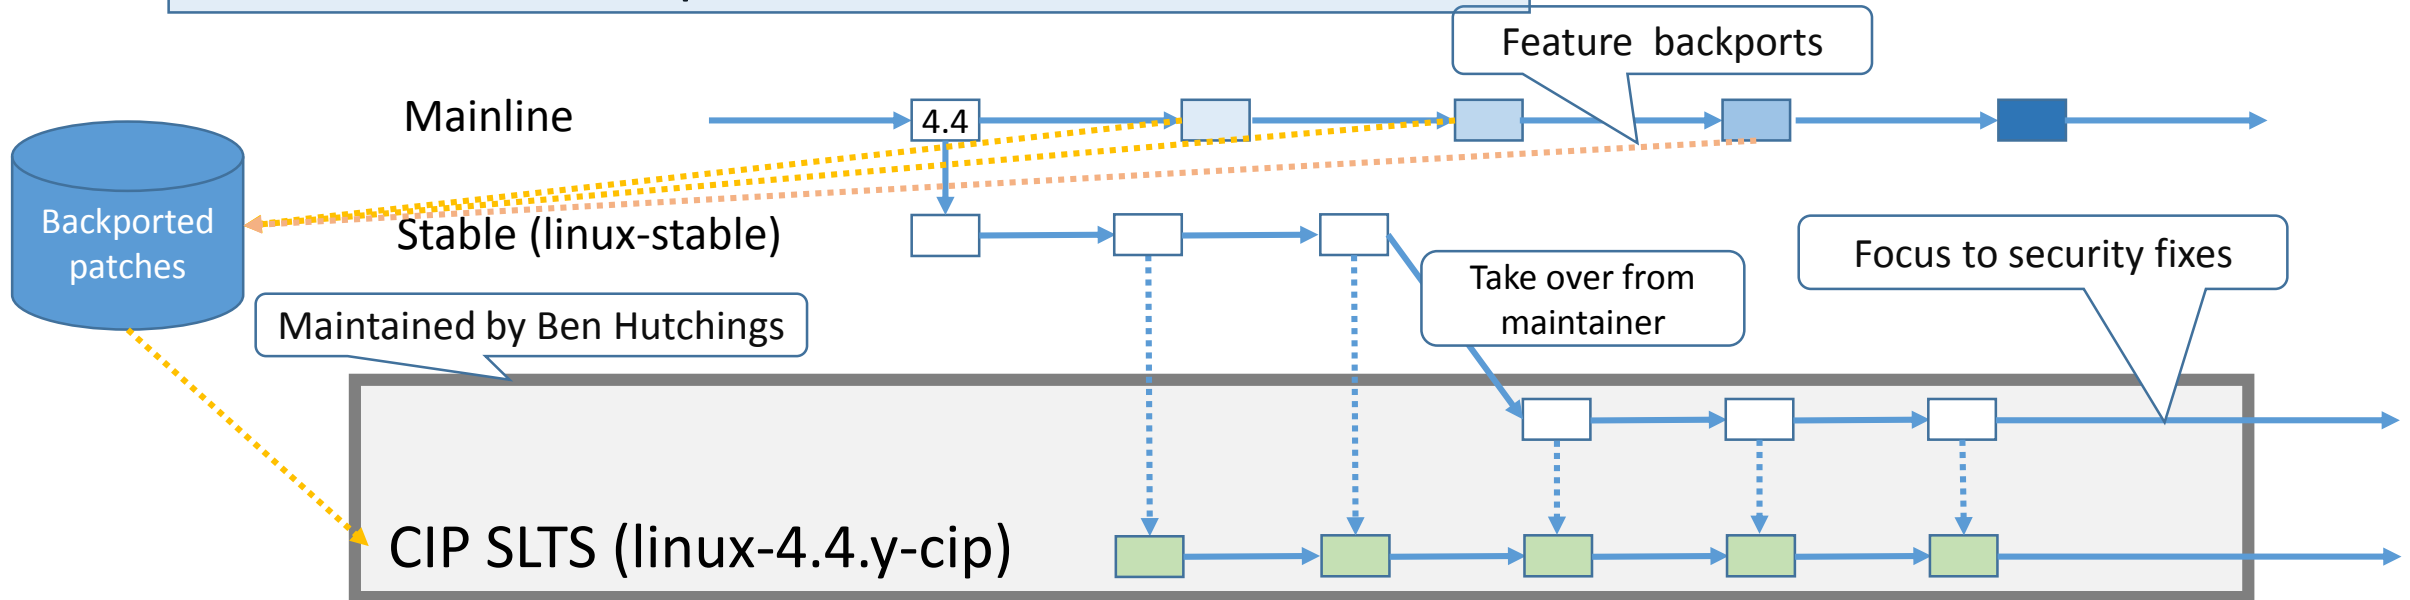 Feature backports
Mainline
4.4
Backported
patches
Stable (linux-stable)
Focus to security fixes
Take over from
maintainer
Maintained by Ben Hutchings
CIP SLTS (linux-4.4.y-cip)